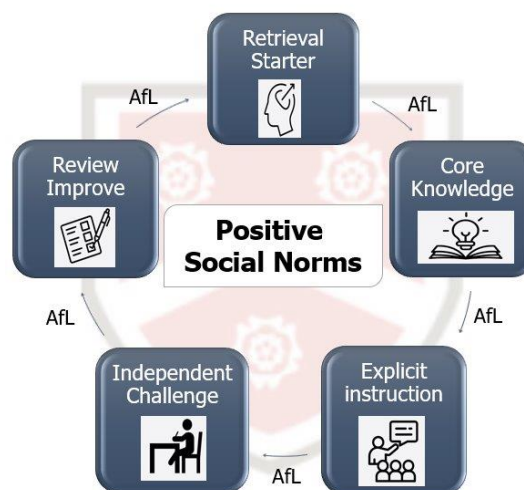 Retrieval
Starter
AfL
AfL
Review
Improve
Core
Knowledge
Positive
Social Norms
AfL
AfL
Independent
Challenge
Explicit
instruction
AfL